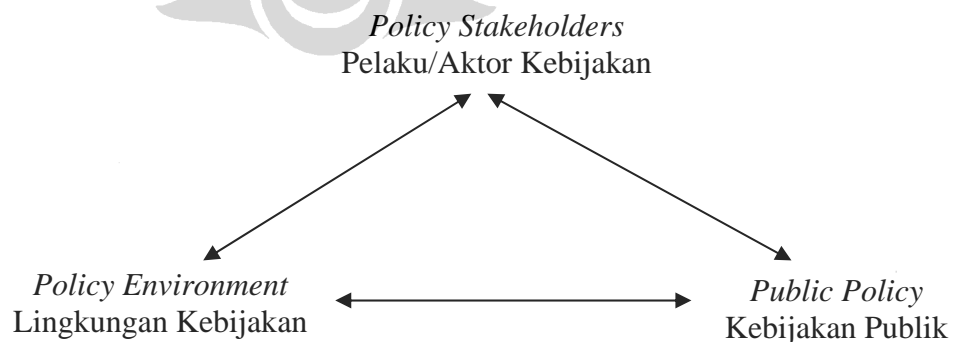 Policy Stakeholders
Pelaku/Aktor Kebijakan
Policy Environment
Lingkungan Kebijakan
Public Policy
Kebijakan Publik